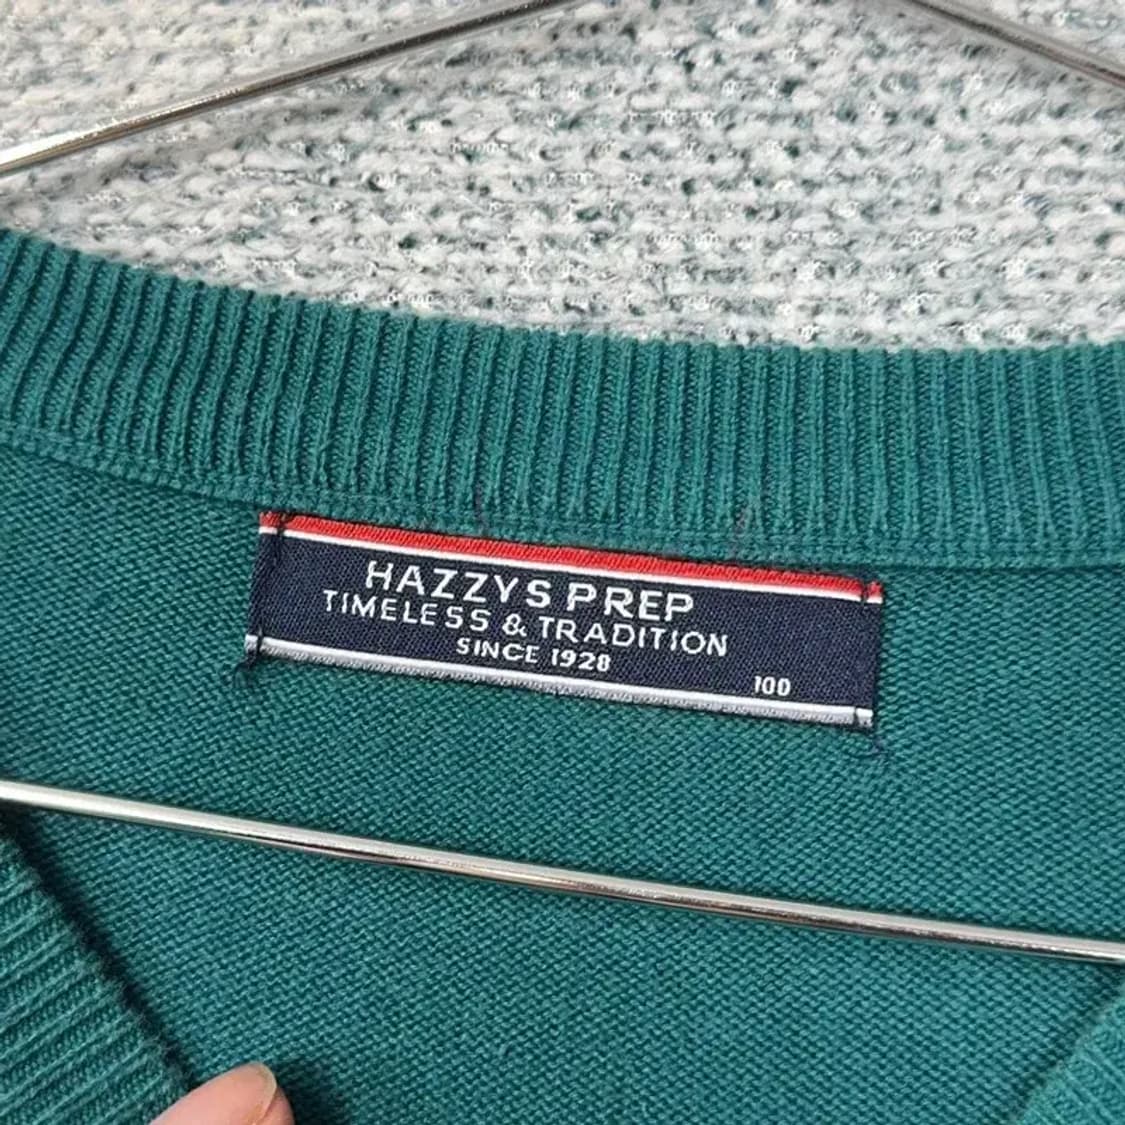 HAZZYS PREP
TIMELESS & TRADITION
SINCE 1928
100